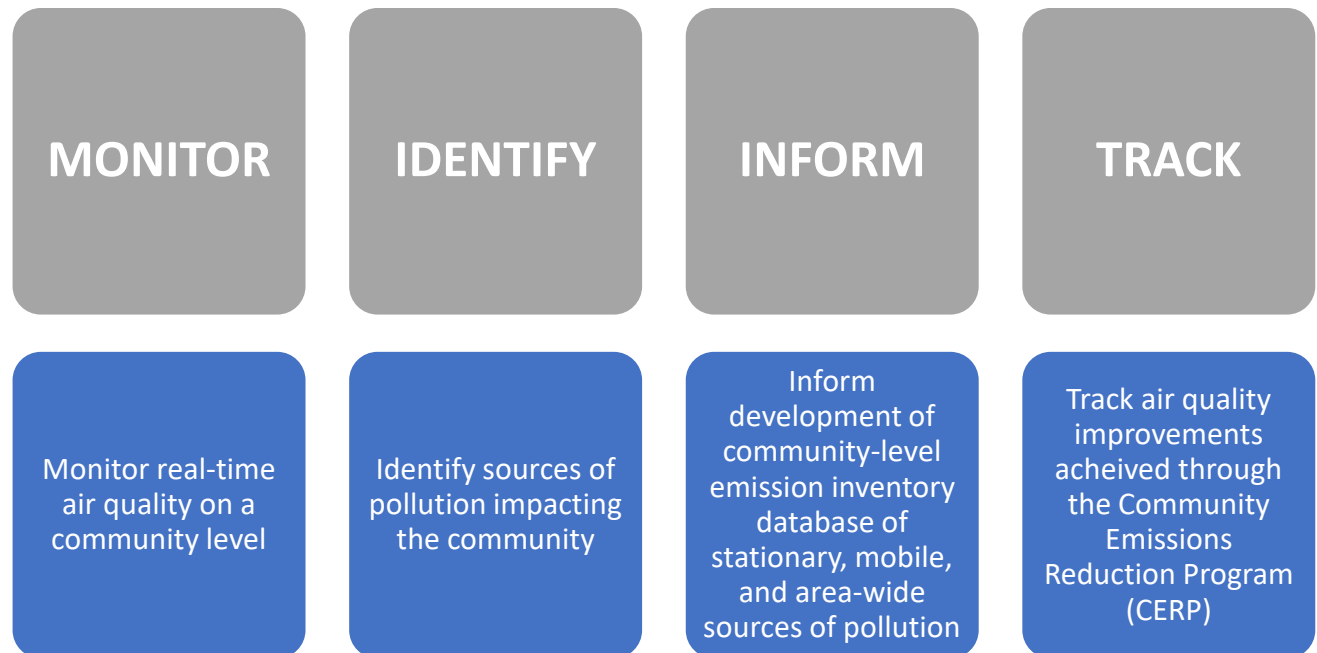 MONITOR
IDENTIFY
INFORM
TRACK
Monitor real-time
air quality on a
community level
Identify sources of
pollution impacting
the community
Inform
development of
community-level
emission inventory
database of
stationary, mobile,
and area-wide
sources of pollution
Track air quality
improvements
acheived through
the Community
Emissions
Reduction Program
(CERP)